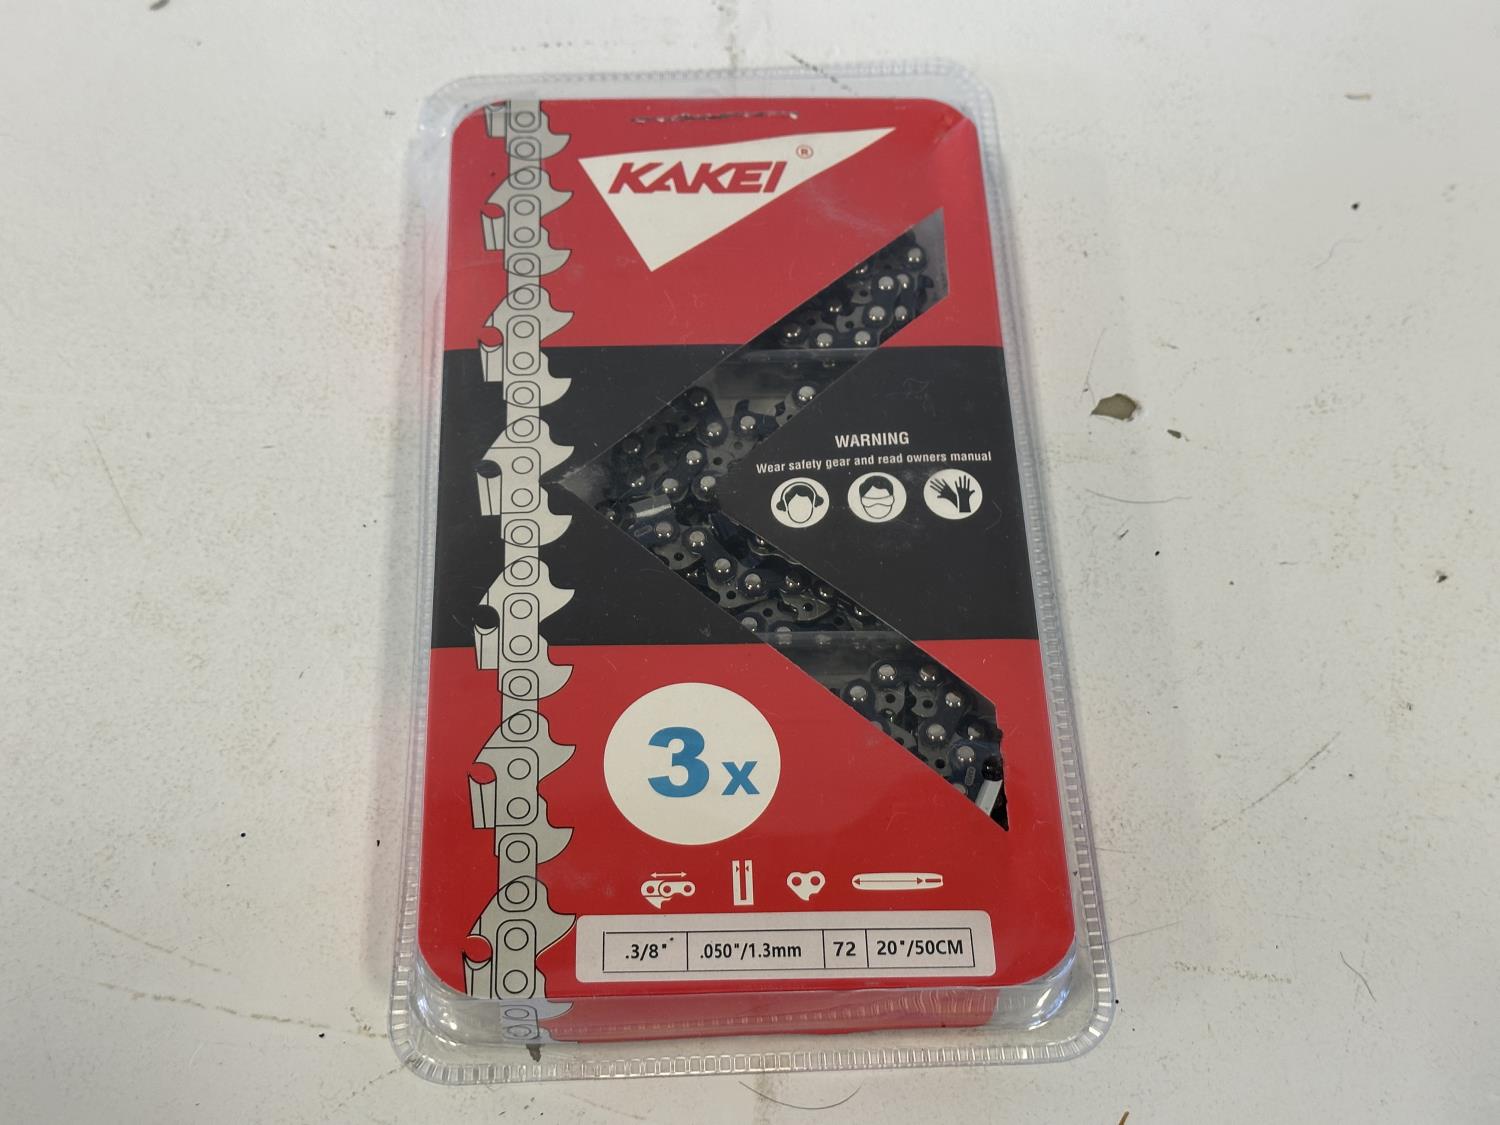 KAKEI ®
WARNING
Wear safety gear and read owners manual
3x
.3/8" .050"/1.3mm 72 20"/50CM